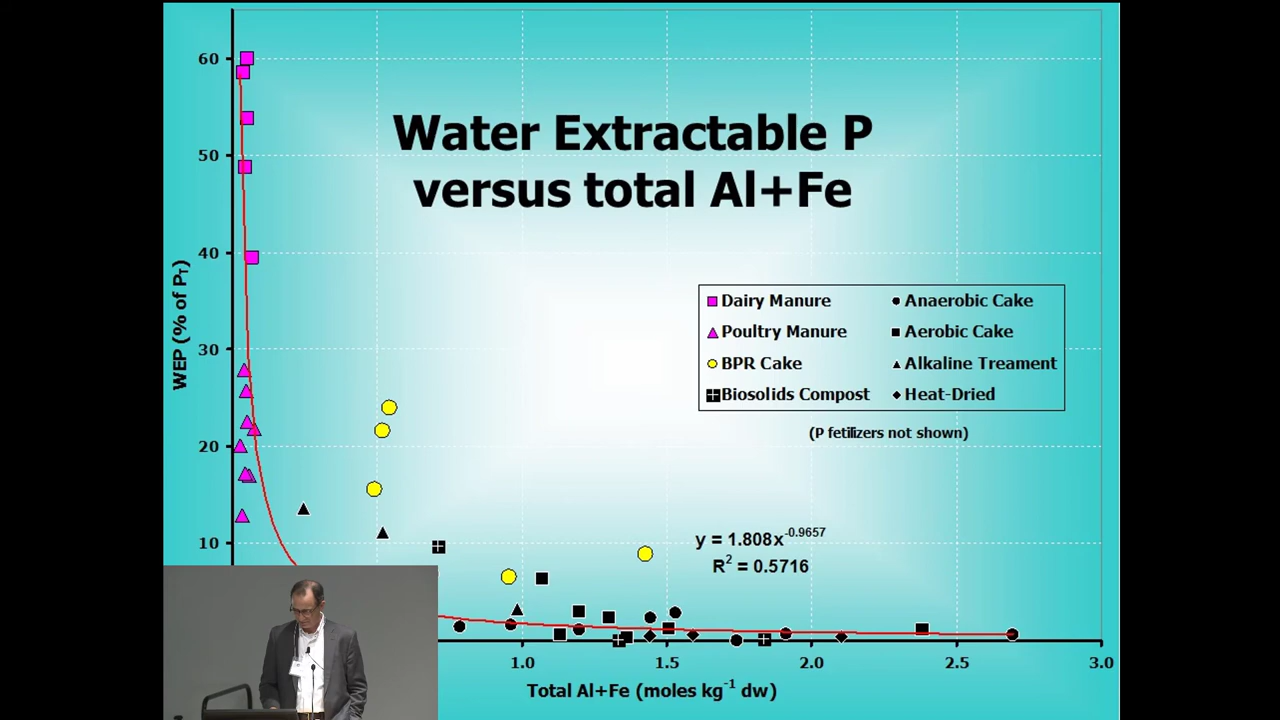 Water Extractable P
versus total Al+Fe
60
50
40
30
20
10
WEP (% of PT)
Dairy Manure
Anaerobic Cake
Poultry Manure
Aerobic Cake
BPR Cake
Alkaline Treament
Biosolids Compost
Heat-Dried
(P fetilizers not shown)
y = 1.808x-0.9657
R2 = 0.5716
1.0
1.5
2.0
2.5
3.0
Total Al+Fe (moles kg-1 dw)